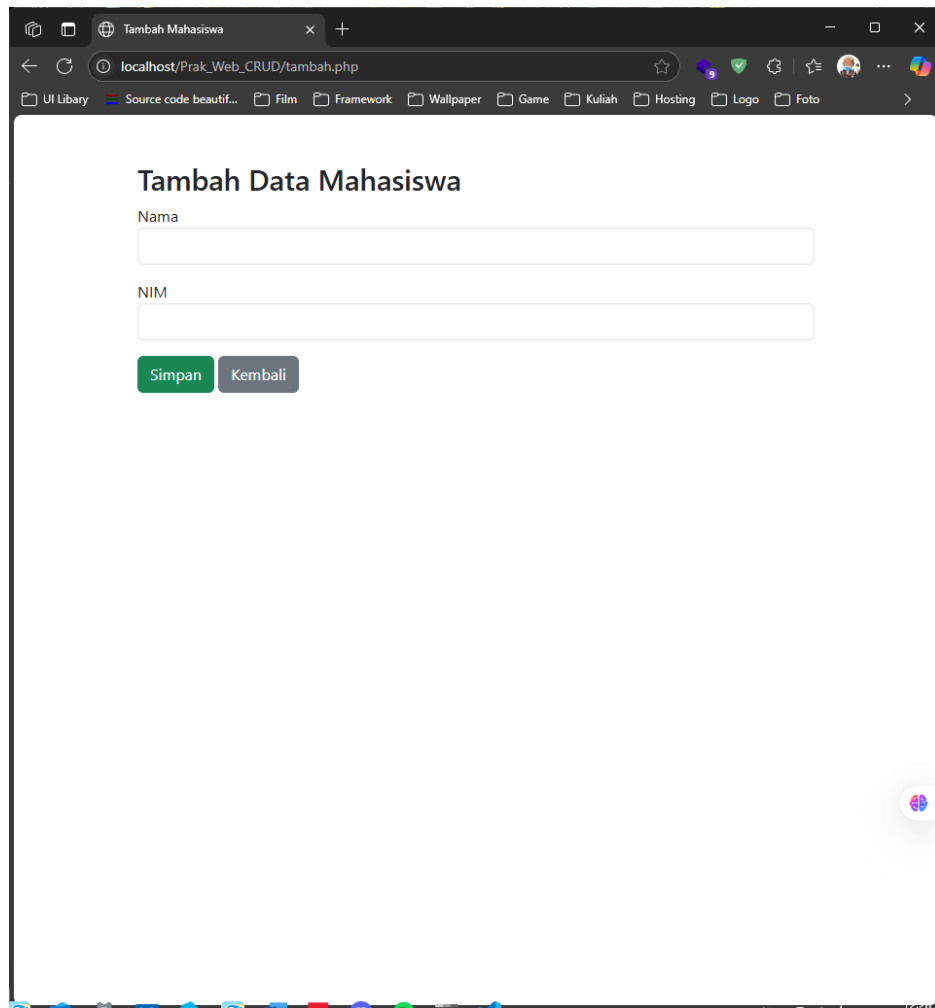 Tambah Mahasiswa
localhost/Prak_Web_CRUD/tambah.php
9
UI Libary Source code beautif... Film Framework Wallpaper Game Kuliah Hosting Logo Foto
Tambah Data Mahasiswa
Nama
NIM
Simpan Kembali